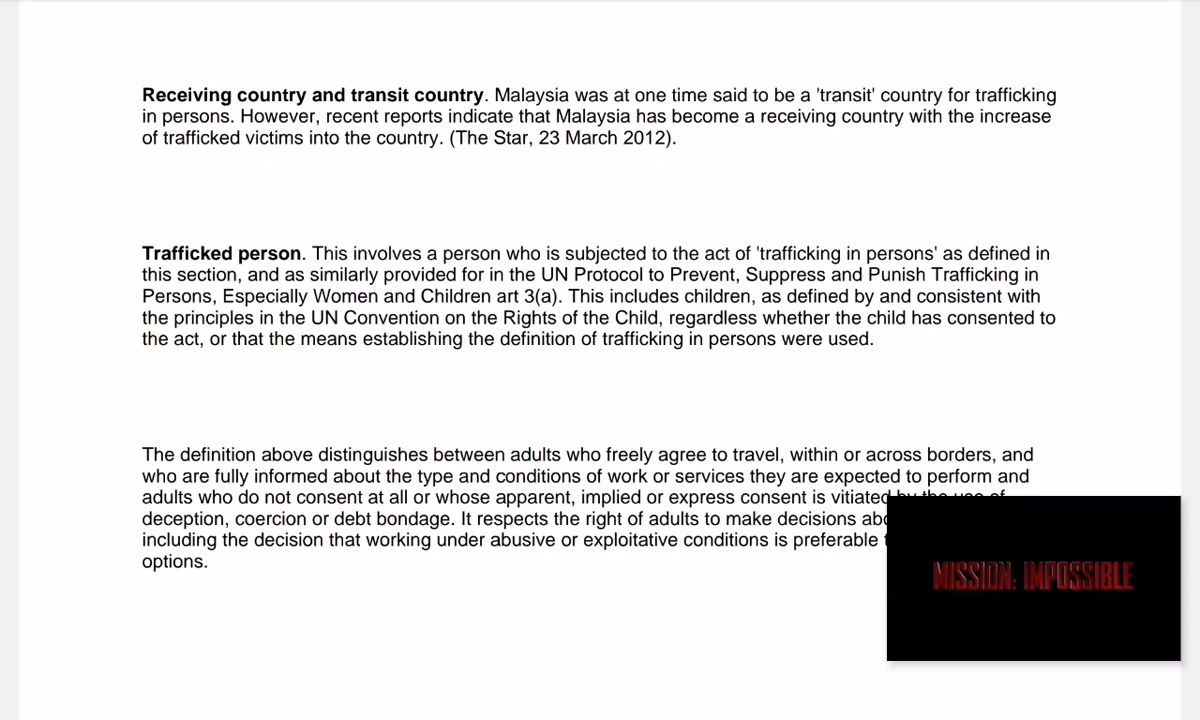 Receiving country and transit country. Malaysia was at one time said to be a 'transit' country for trafficking
in persons. However, recent reports indicate that Malaysia has become a receiving country with the increase
of trafficked victims into the country. (The Star, 23 March 2012).
Trafficked person. This involves a person who is subjected to the act of 'trafficking in persons' as defined in
this section, and as similarly provided for in the UN Protocol to Prevent, Suppress and Punish Trafficking in
Persons, Especially Women and Children art 3(a). This includes children, as defined by and consistent with
the principles in the UN Convention on the Rights of the Child, regardless whether the child has consented to
the act, or that the means establishing the definition of trafficking in persons were used.
The definition above distinguishes between adults who freely agree to travel, within or across borders, and
who are fully informed about the type and conditions of work or services they are expected to perform and
adults who do not consent at all or whose apparent, implied or express consent is vitiated by the use of
deception, coercion or debt bondage. It respects the right of adults to make decisions
including the decision that working under abusive or exploitative conditions is preferable
options.
MISSION: IMPOSSIBLE